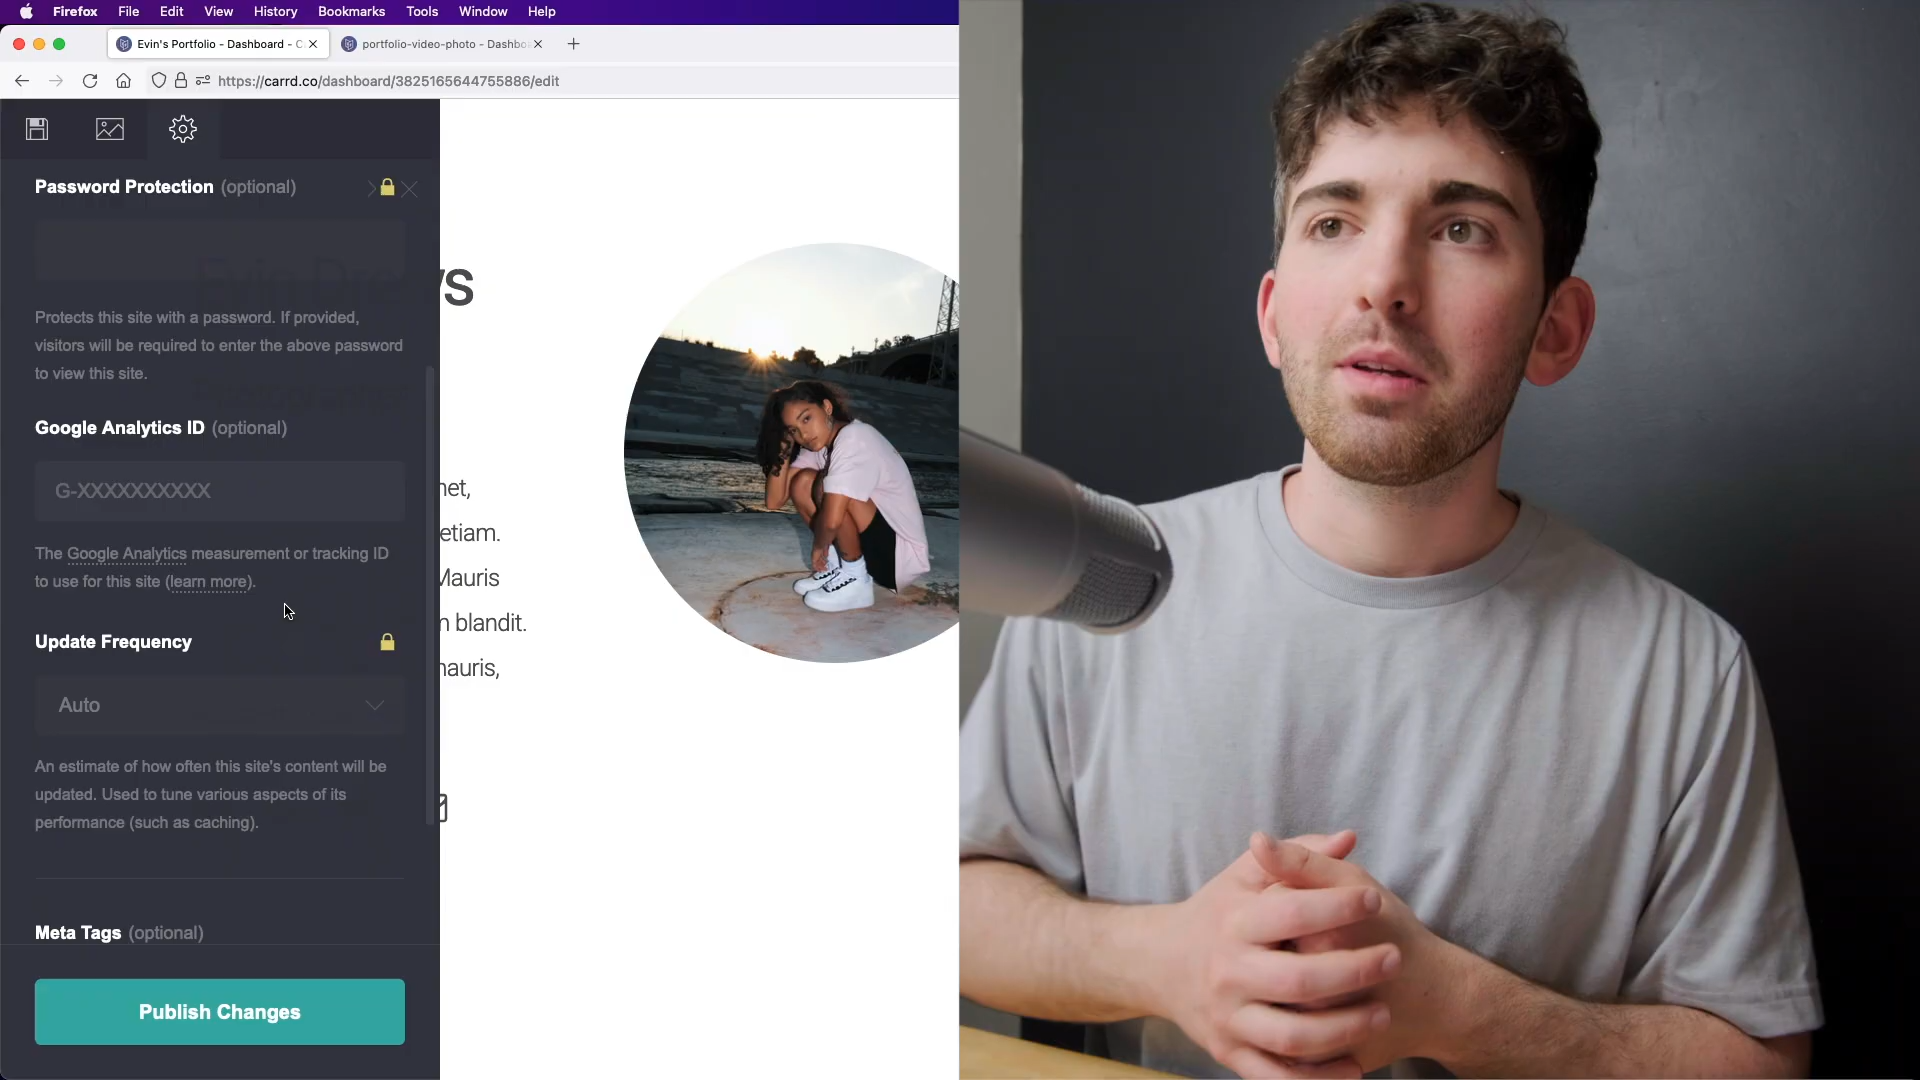 Firefox File Edit View History Bookmarks Tools Window Help
Evin's Portfolio - Dashboard - C
portfolio-video-photo - Dashbo
https://carrd.co/dashboard/3825165644755886/edit
Password Protection (optional)
Evin Drews
Protects this site with a password. If provided,
visitors will be required to enter the above password
to view this site.
Google Analytics ID (optional)
G-XXXXXXXXXX
The Google Analytics measurement or tracking ID
to use for this site (learn more).
Update Frequency
Auto
An estimate of how often this site's content will be
updated. Used to tune various aspects of its
performance (such as caching).
Meta Tags (optional)
Publish Changes
etiam.
Mauris
blandit.
mauris,